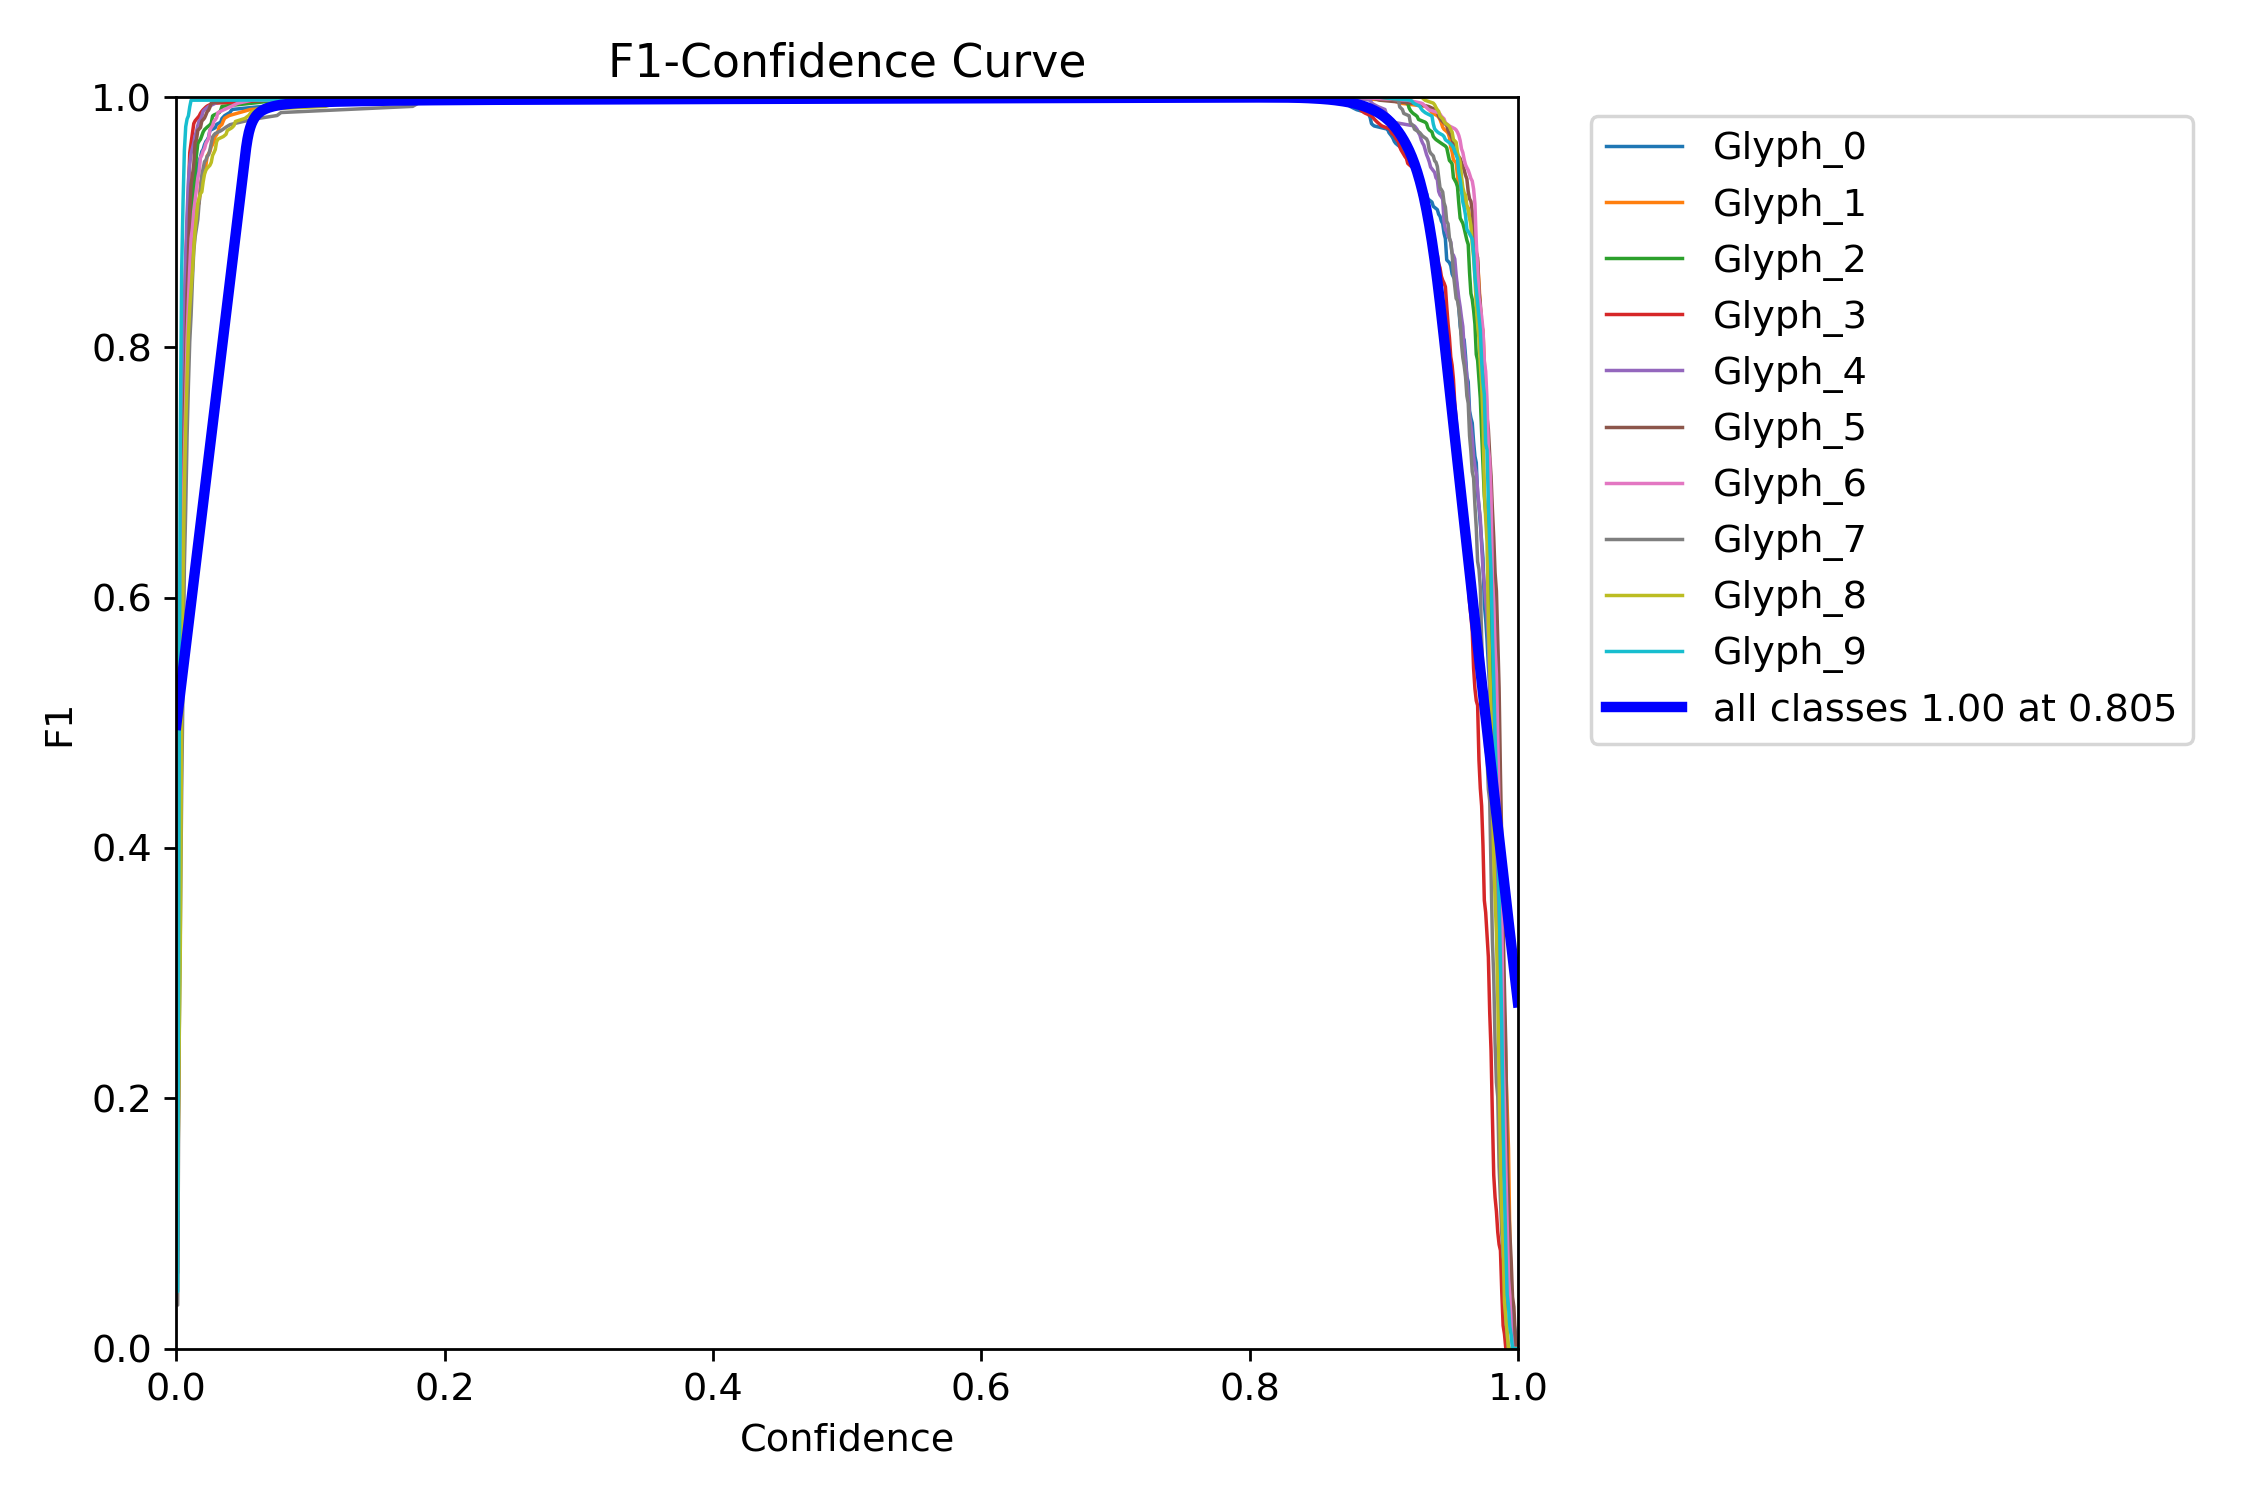 F1-Confidence Curve
1.0
0.8
0.6
0.4
0.2
0.0
F1
0.0 0.2 0.4 0.6 0.8 1.0
Confidence
Glyph_0
Glyph_1
Glyph_2
Glyph_3
Glyph_4
Glyph_5
Glyph_6
Glyph_7
Glyph_8
Glyph_9
all classes 1.00 at 0.805